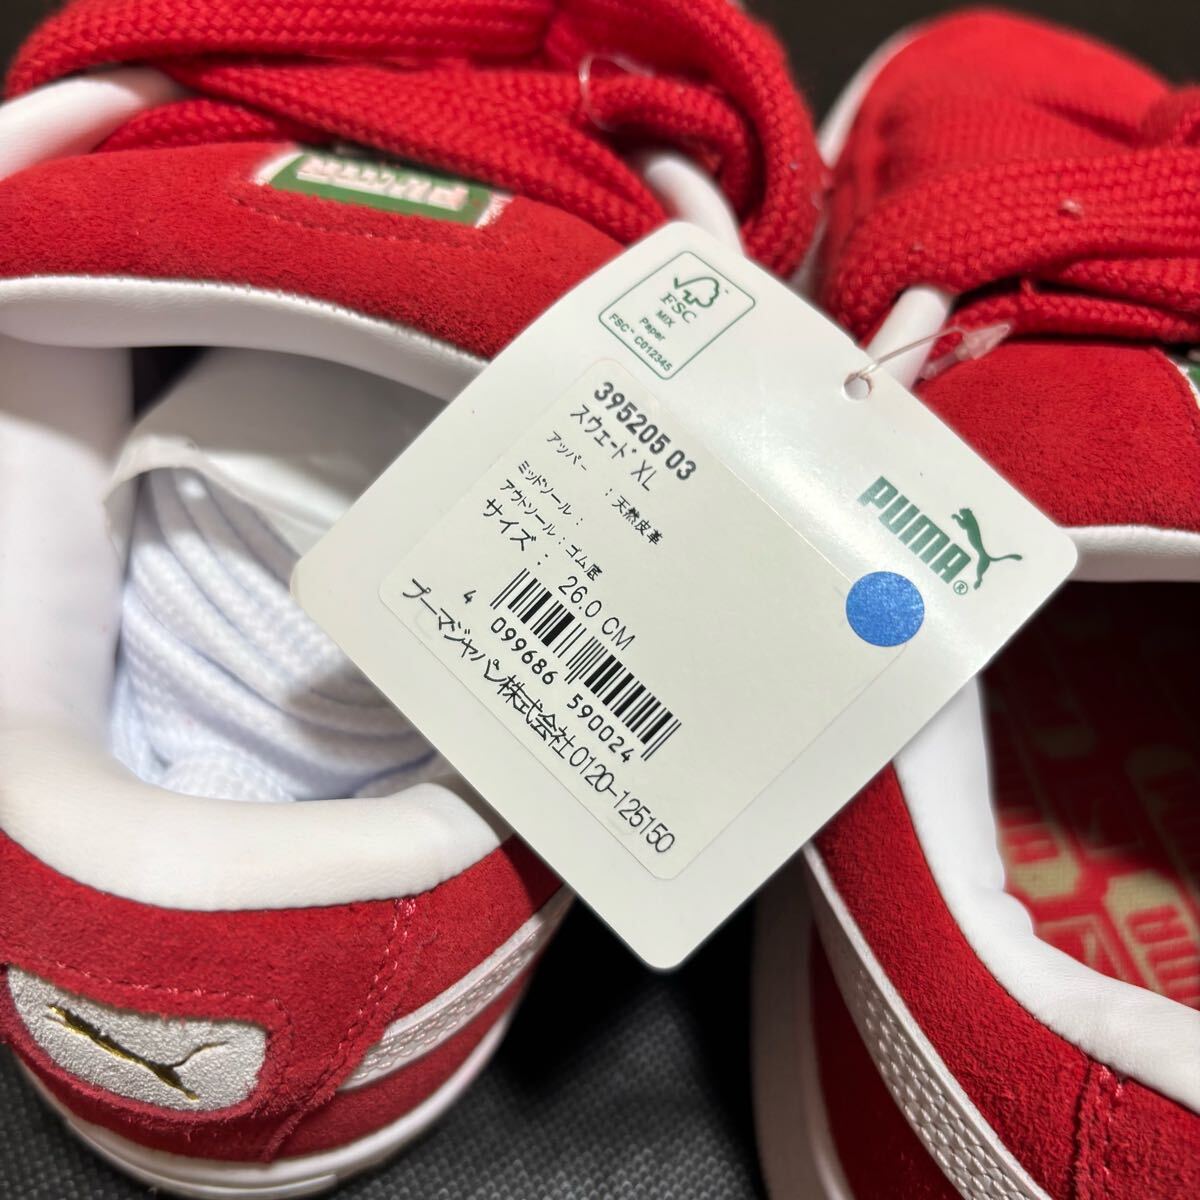 PUMA
FSC
MIX
Paper
FSC™ C012345
395205 03
スウェード XL
アッパー : 天然皮革
ミッドソール :
アウトソール : ゴム底
サイズ : 26.0 CM
4 099686 590024
プーマジャパン株式会社0120-125150
PUMA®